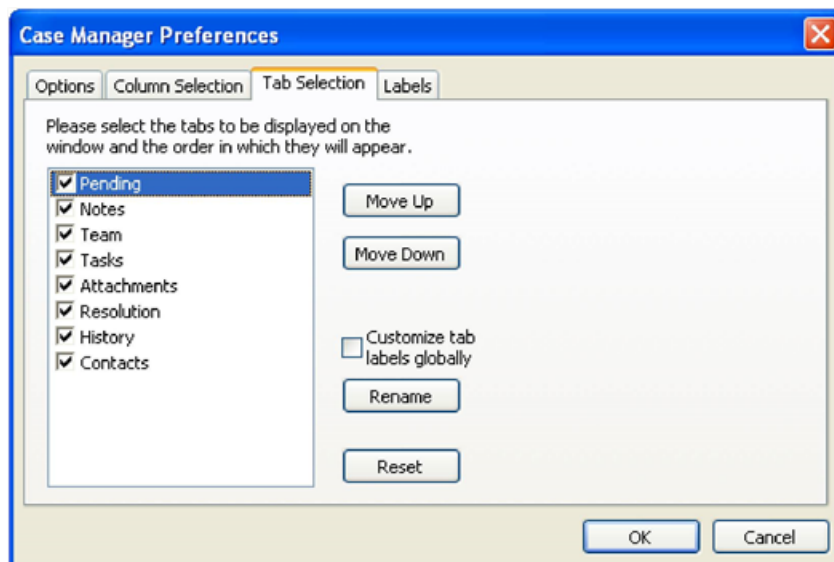 Case Manager Preferences
Options
Column Selection
Tab Selection
Labels
Please select the tabs to be displayed on the
window and the order in which they will appear.
Pending
Notes
Team
Tasks
Attachments
Resolution
History
Contacts
Move Up
Move Down
Customize tab
labels globally
Rename
Reset
OK
Cancel